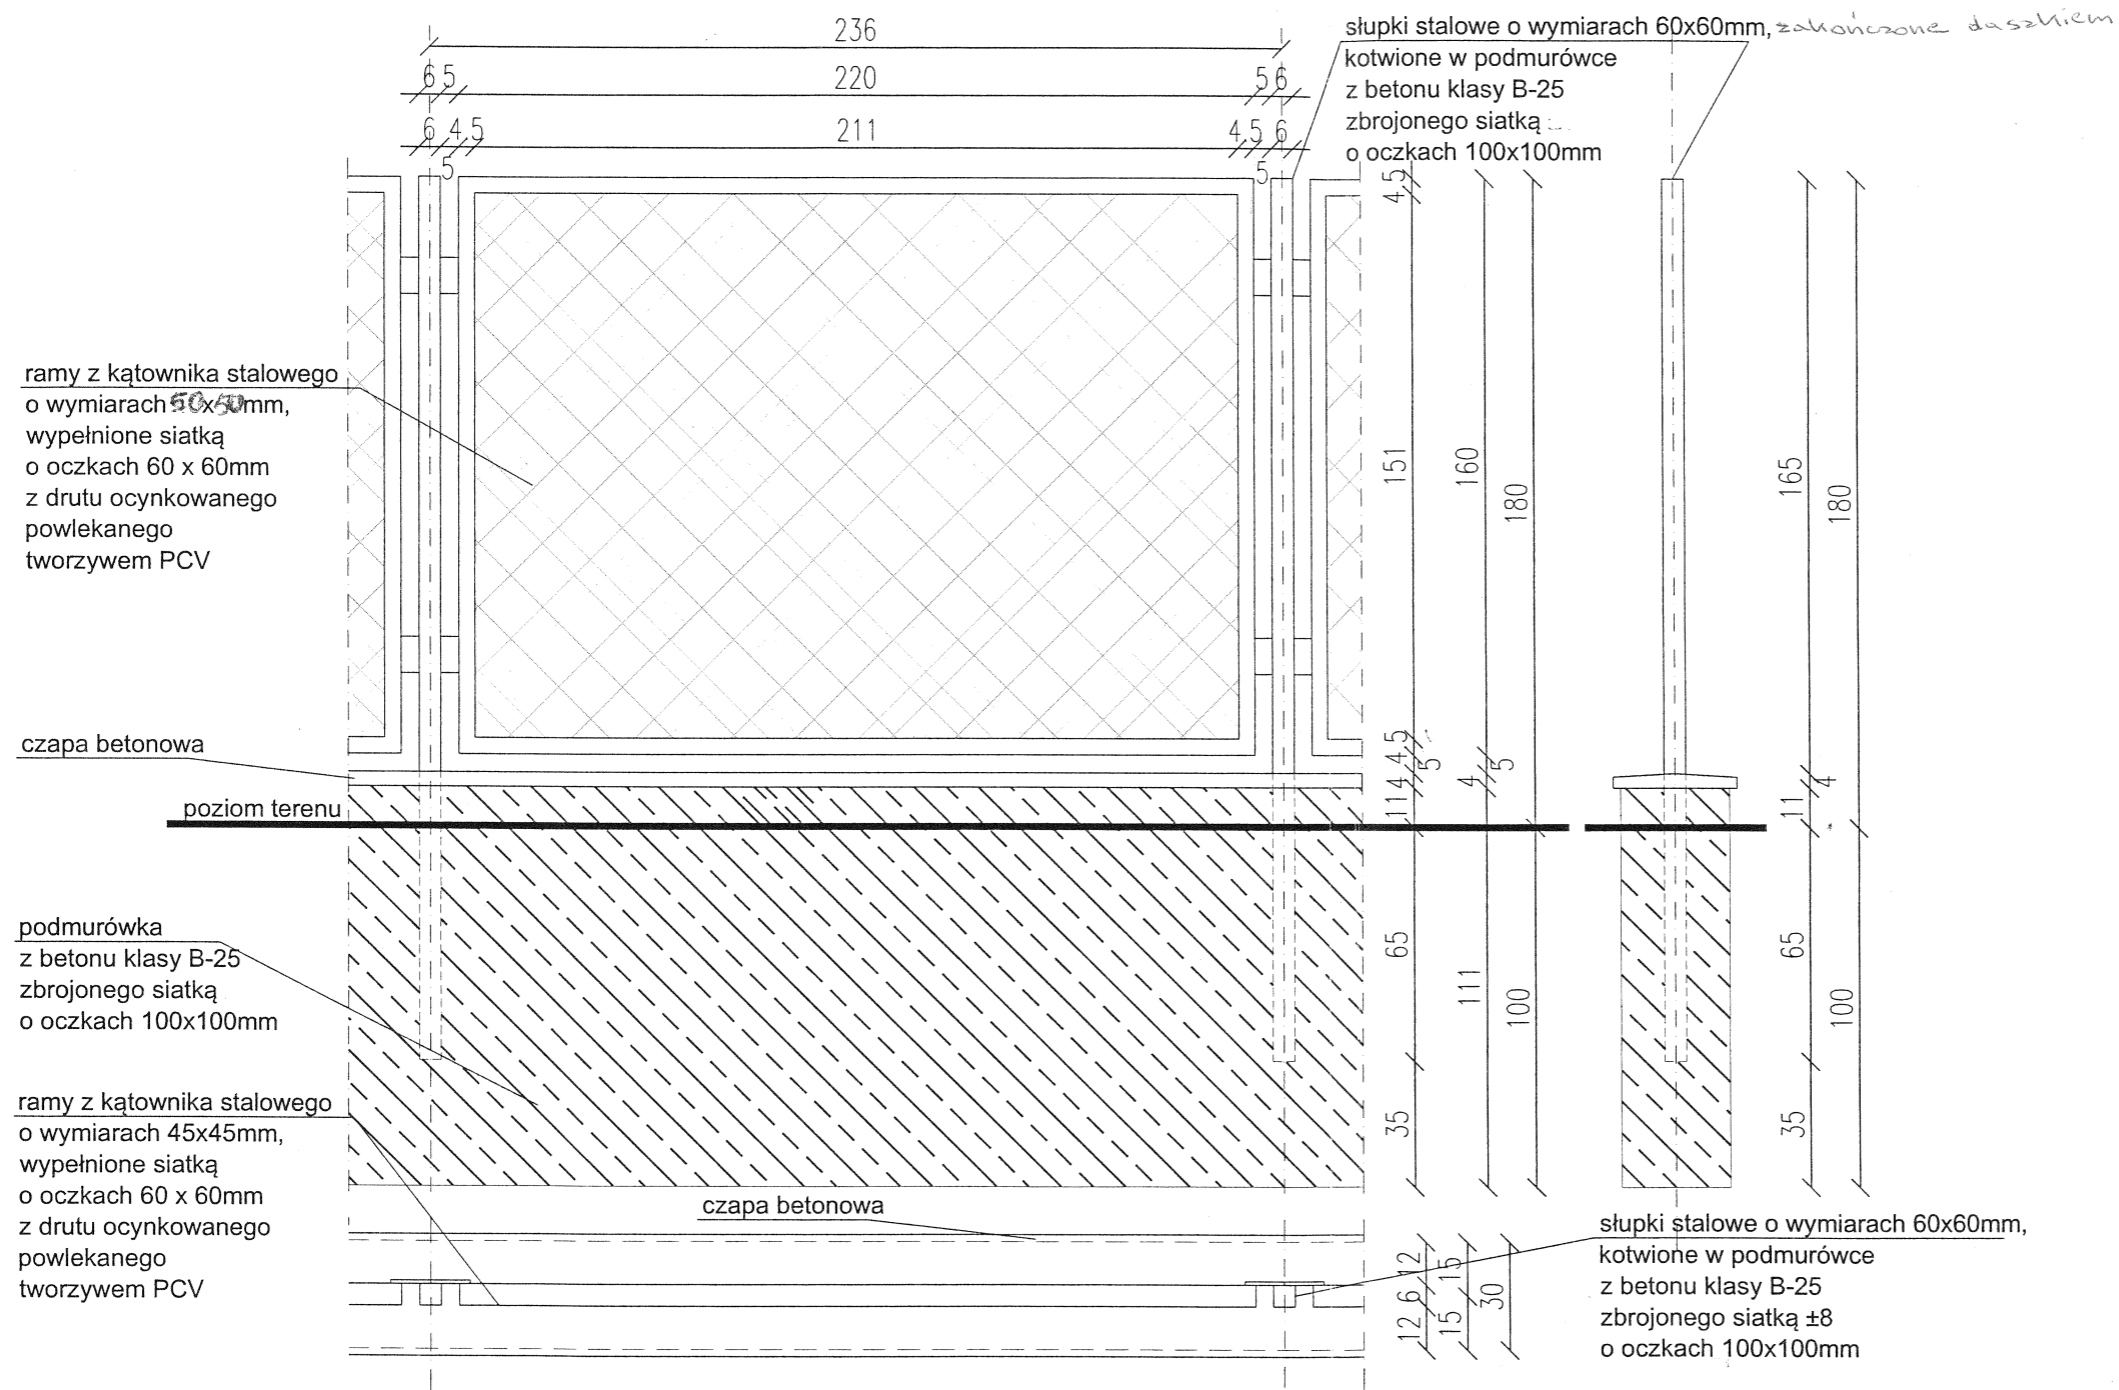 236
6 5 220 5 6
6 4.5 211 4.5 6
5 5
słupki stalowe o wymiarach 60x60mm, zakończone daszkiem
kotwione w podmurówce
z betonu klasy B-25
zbrojonego siatką
o oczkach 100x100mm
ramy z kątownika stalowego
o wymiarach 50x50mm,
wypełnione siatką
o oczkach 60 x 60mm
z drutu ocynkowanego
powlekanego
tworzywem PCV
4.5
151
160
180
165
180
czapa betonowa
4.5
5
5
4
4
4
11
11
poziom terenu
podmurówka
z betonu klasy B-25
zbrojonego siatką
o oczkach 100x100mm
65
111
100
65
100
35
35
ramy z kątownika stalowego
o wymiarach 45x45mm,
wypełnione siatką
o oczkach 60 x 60mm
z drutu ocynkowanego
powlekanego
tworzywem PCV
czapa betonowa
12
6
12
15
15
30
słupki stalowe o wymiarach 60x60mm,
kotwione w podmurówce
z betonu klasy B-25
zbrojonego siatką ±8
o oczkach 100x100mm